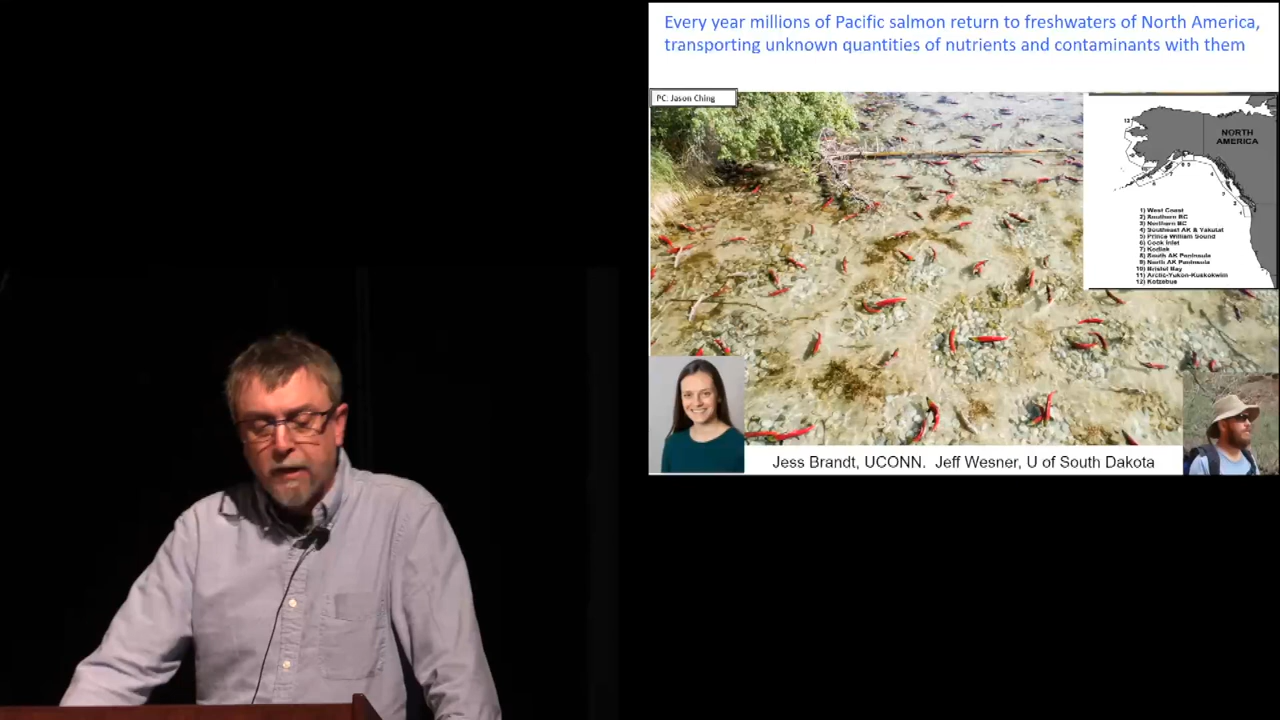 Every year millions of Pacific salmon return to freshwaters of North America,
transporting unknown quantities of nutrients and contaminants with them
PC: Jason Ching
NORTH
AMERICA
1) West Coast
2) Southern BC
3) Northern BC
4) Southeast AK & Yakutat
5) Prince William Sound
6) Cook Inlet
7) Kodiak
8) South AK Peninsula
9) North AK Peninsula
10) Bristol Bay
11) Arctic-Yukon-Kuskokwim
12) Kotzebue
Jess Brandt, UCONN. Jeff Wesner, U of South Dakota